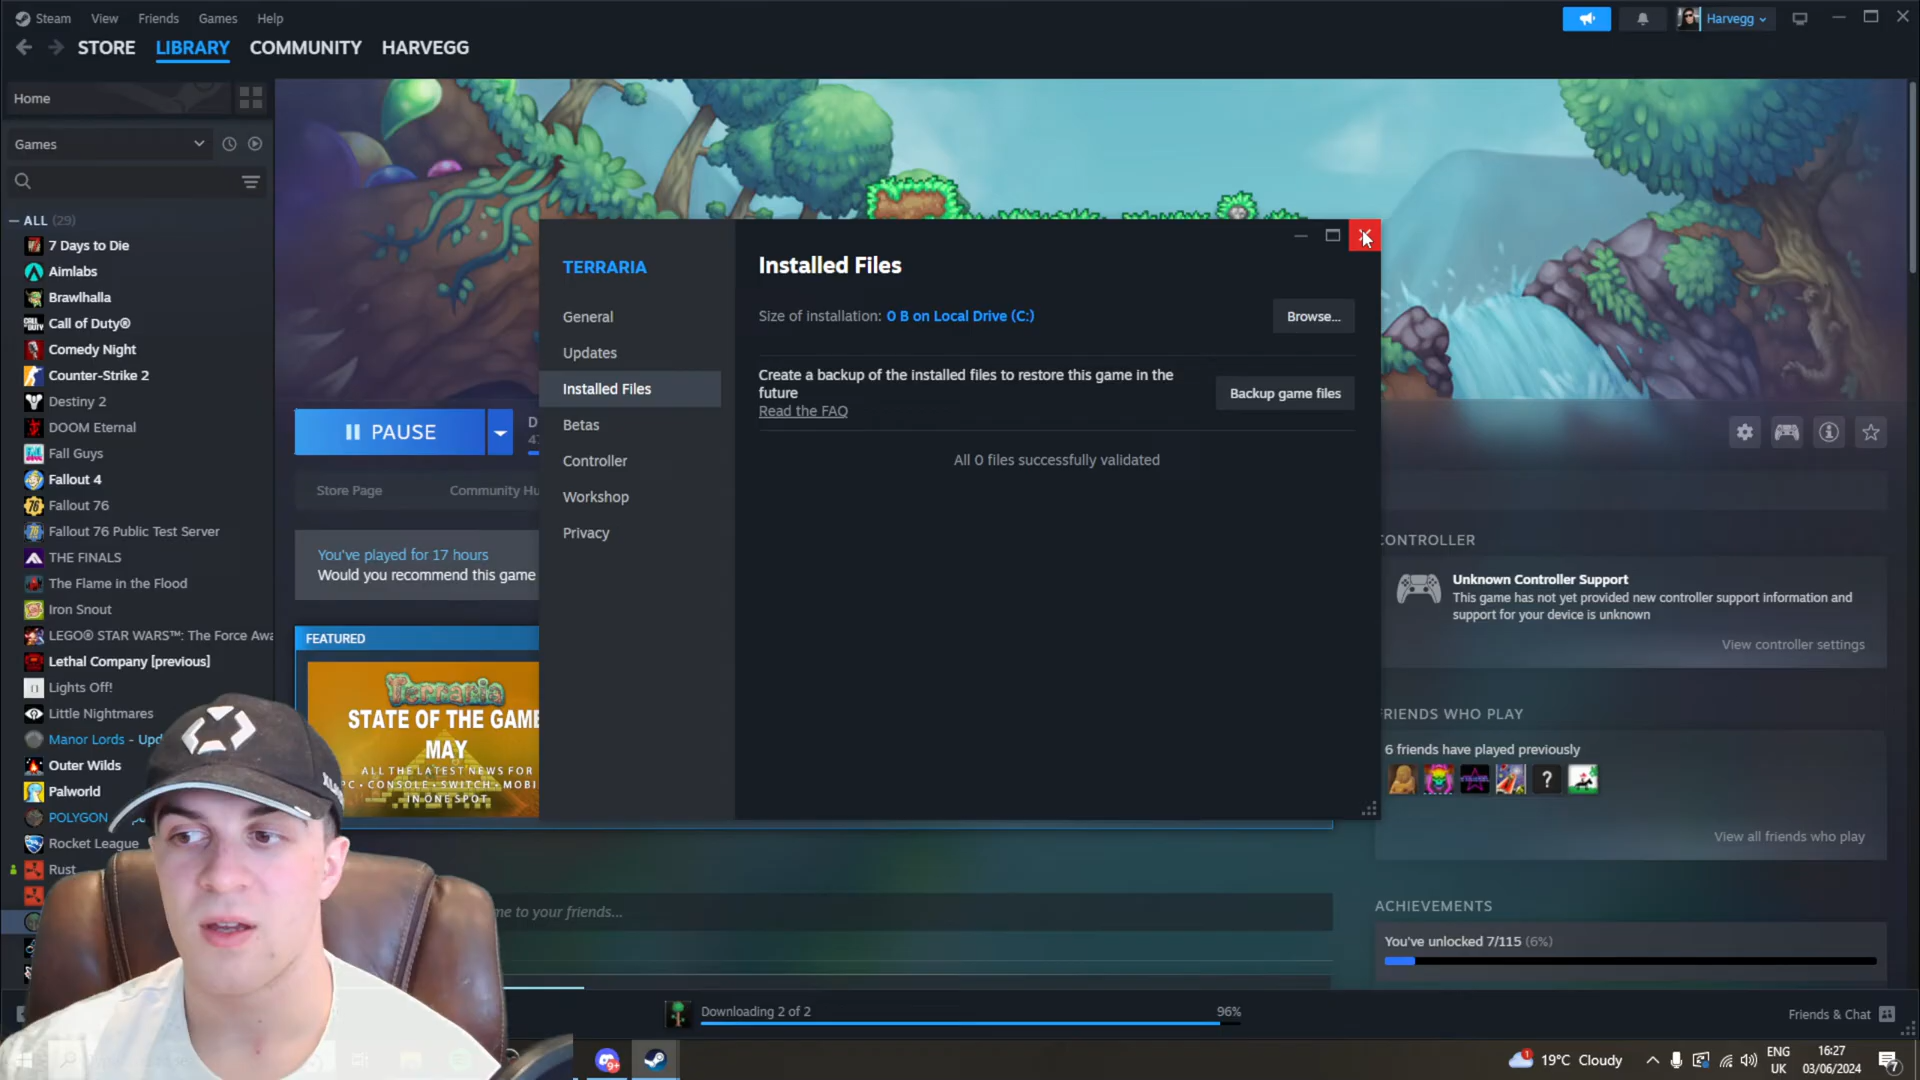 Steam View Friends Games Help
Harvegg
STORE LIBRARY COMMUNITY HARVEGG
Home
Games
ALL (29)
7 Days to Die
Aimlabs
Brawlhalla
Call of Duty®
Comedy Night
Counter-Strike 2
Destiny 2
DOOM Eternal
Fall Guys
Fallout 4
Fallout 76
Fallout 76 Public Test Server
THE FINALS
The Flame in the Flood
Iron Snout
LEGO® STAR WARS™: The Force Awa
Lethal Company [previous]
Lights Off!
Little Nightmares
Manor Lords - Upd
Outer Wilds
Palworld
POLYGON
Rocket League
Rust
PAUSE
Store Page
Community Hu
You've played for 17 hours
Would you recommend this game
FEATURED
Terraria
STATE OF THE GAME
MAY
ALL THE LATEST NEWS FOR
PC • CONSOLE • SWITCH • MOBI
IN ONE SPOT
me to your friends...
TERRARIA
General
Updates
Installed Files
Betas
Controller
Workshop
Privacy
Installed Files
Size of installation: 0 B on Local Drive (C:)
Browse...
Create a backup of the installed files to restore this game in the
future
Read the FAQ
Backup game files
All 0 files successfully validated
CONTROLLER
Unknown Controller Support
This game has not yet provided new controller support information and
support for your device is unknown
View controller settings
FRIENDS WHO PLAY
6 friends have played previously
?
View all friends who play
ACHIEVEMENTS
You've unlocked 7/115 (6%)
Downloading 2 of 2
96%
Friends & Chat
9+
1
19°C Cloudy
ENG
UK
16:27
03/06/2024
7